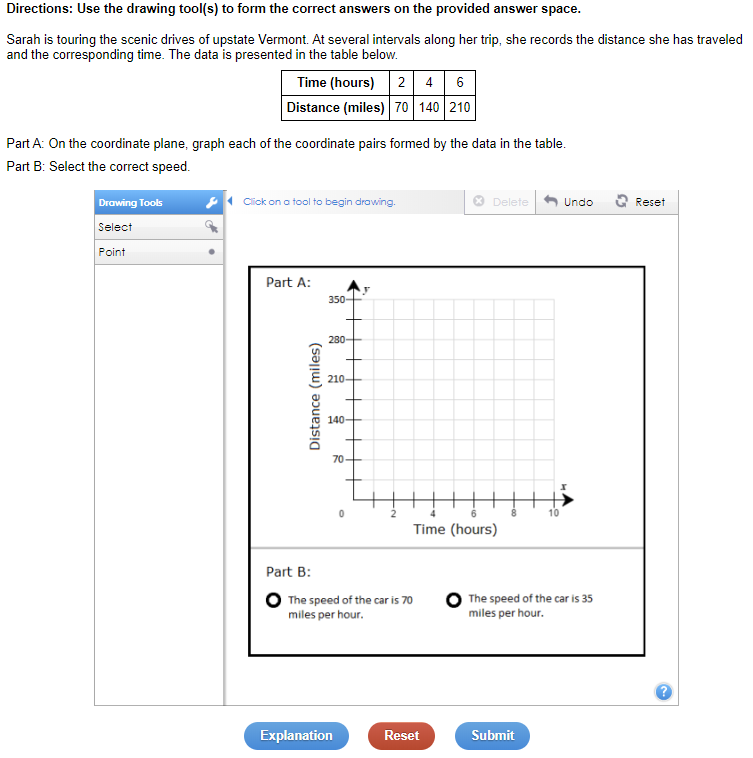 Directions: Use the drawing tool(s) to form the correct answers on the provided answer space.
Sarah is touring the scenic drives of upstate Vermont. At several intervals along her trip, she records the distance she has traveled
and the corresponding time. The data is presented in the table below.
Time (hours) 2 4 6
Distance (miles) 70 140 210
Part A: On the coordinate plane, graph each of the coordinate pairs formed by the data in the table.
Part B: Select the correct speed.
Drawing Tools
Click on a tool to begin drawing.
Delete
Undo
Reset
Select
Point
Part A:
y
350
280
210
140
70
Distance (miles)
x
0 2 4 6 8 10
Time (hours)
Part B:
The speed of the car is 70
miles per hour.
The speed of the car is 35
miles per hour.
?
Explanation
Reset
Submit